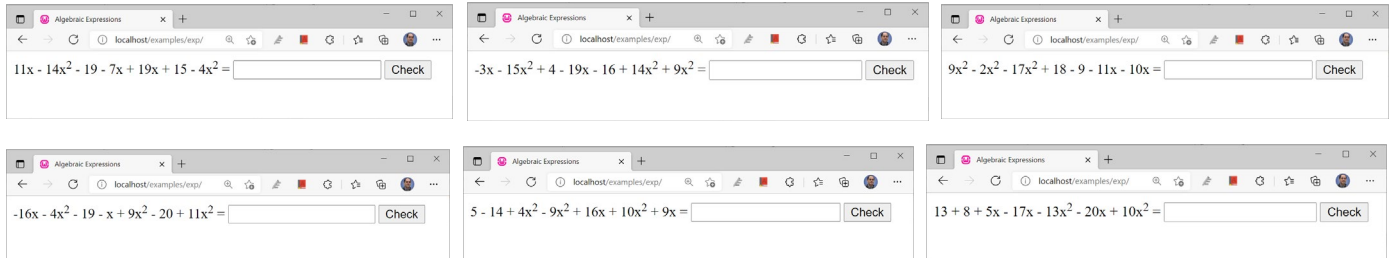 Algebraic Expressions
localhost/examples/exp/
11x - 14x² - 19 - 7x + 19x + 15 - 4x² = Check
Algebraic Expressions
localhost/examples/exp/
-3x - 15x² + 4 - 19x - 16 + 14x² + 9x² = Check
Algebraic Expressions
localhost/examples/exp/
9x² - 2x² - 17x² + 18 - 9 - 11x - 10x = Check
Algebraic Expressions
localhost/examples/exp/
-16x - 4x² - 19 - x + 9x² - 20 + 11x² = Check
Algebraic Expressions
localhost/examples/exp/
5 - 14 + 4x² - 9x² + 16x + 10x² + 9x = Check
Algebraic Expressions
localhost/examples/exp/
13 + 8 + 5x - 17x - 13x² - 20x + 10x² = Check